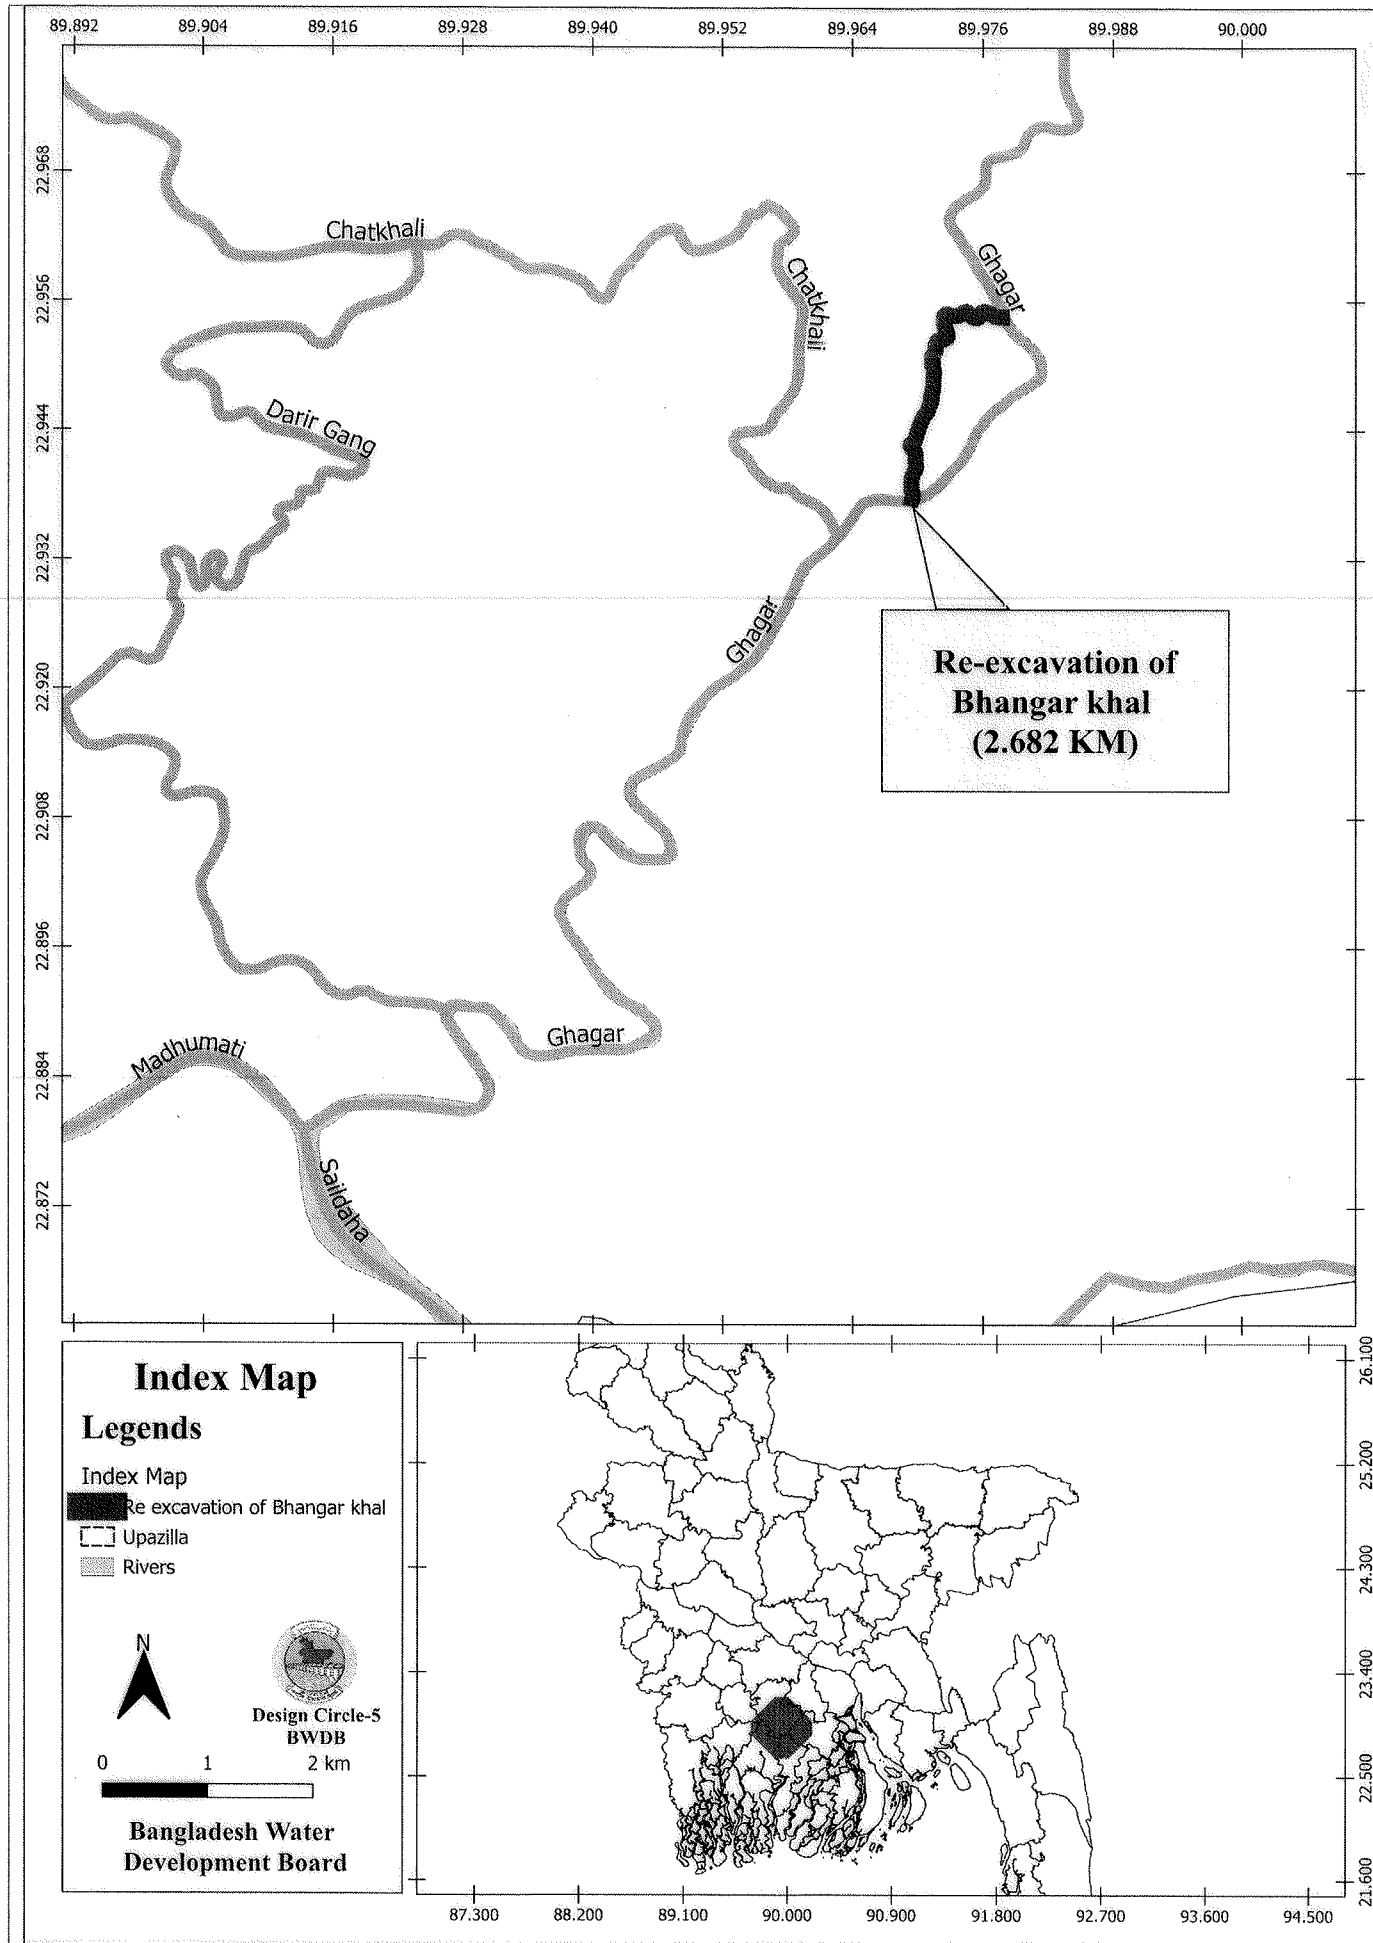 89.892 89.904 89.916 89.928 89.940 89.952 89.964 89.976 89.988 90.000
22.968
22.956
22.944
22.932
22.920
22.908
22.896
22.884
22.872
Chatkhali
Chatkhali
Ghagar
Darir Gang
Ghagar
Re-excavation of
Bhangar khal
(2.682 KM)
Ghagar
Madhumati
Saildaha
Index Map
Legends
Index Map
Re excavation of Bhangar khal
Upazilla
Rivers
N
Design Circle-5
BWDB
0 1 2 km
Bangladesh Water
Development Board
26.100
25.200
24.300
23.400
22.500
21.600
87.300 88.200 89.100 90.000 90.900 91.800 92.700 93.600 94.500